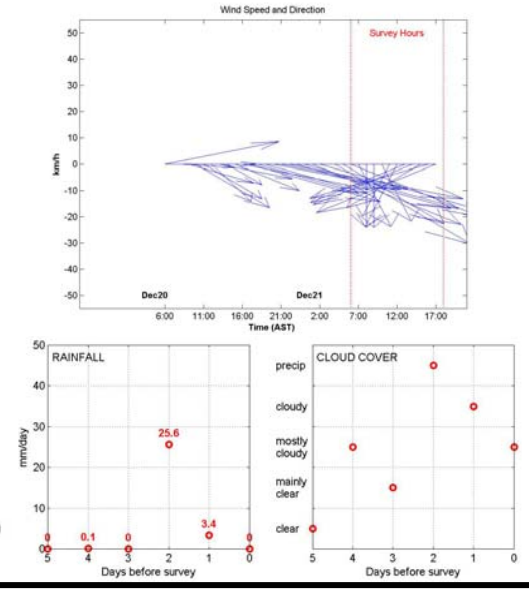 Wind Speed and Direction
Survey Hours
50
40
30
20
10
0
-10
-20
-30
-40
-50
km/h
Dec20
Dec21
6:00 11:00 16:00 21:00 2:00 7:00 12:00 17:00
Time (AST)
RAINFALL
50
40
30
20
10
0
mm/day
0
0.1
0
25.6
3.4
0
5 4 3 2 1 0
Days before survey
CLOUD COVER
precip
cloudy
mostly
cloudy
mainly
clear
clear
5 4 3 2 1 0
Days before survey